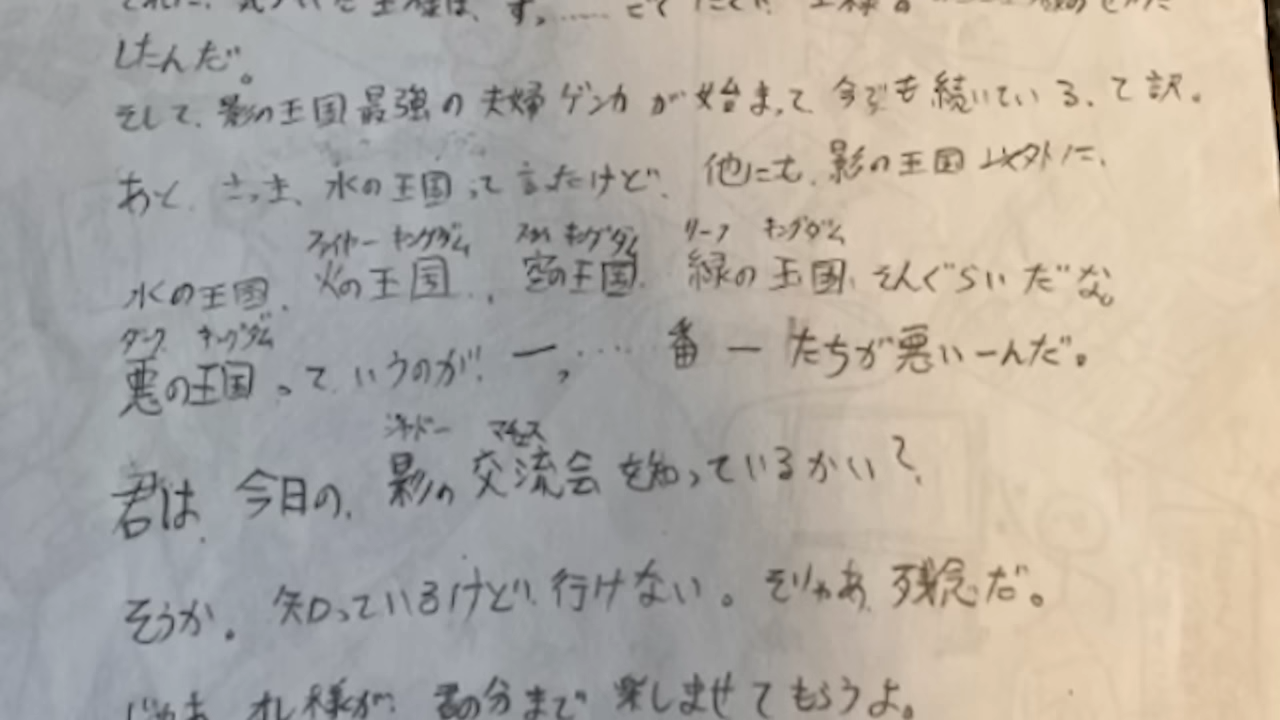 したんだ。
そして、影の王国最強の夫婦ゲンカが始まって今でも続いている、て訳。
あと、さっき、水の王国って言ったけど、他にも、影の王国以外に、
ファイヤー キングダム キングダム リーフ キングダム
水の王国、火の王国、空の王国、緑の王国、そんぐらいだな。
ダーク キングダム
悪の王国っていうのが、一,……番一たちが悪いーんだ。
シャドー
君は、今日の、影の交流会を知っているかい?
そうか。知っているけど、行けない。そりゃあ、残念だ。
じゃあ、オレ様が、君の分まで楽しませてもらうよ。